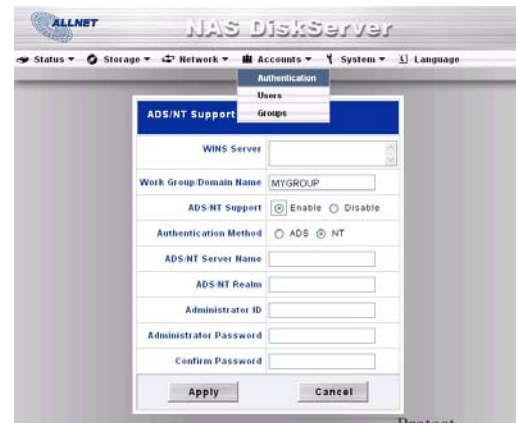 ALLNET
NAS DiskServer
Status Storage Network Accounts System Language
Authentication
Users
Groups
ADS/NT Support
WINS Server
Work Group/Domain Name MYGROUP
ADS/NT Support Enable Disable
Authentication Method ADS NT
ADS/NT Server Name
ADS/NT Realm
Administrator ID
Administrator Password
Confirm Password
Apply Cancel